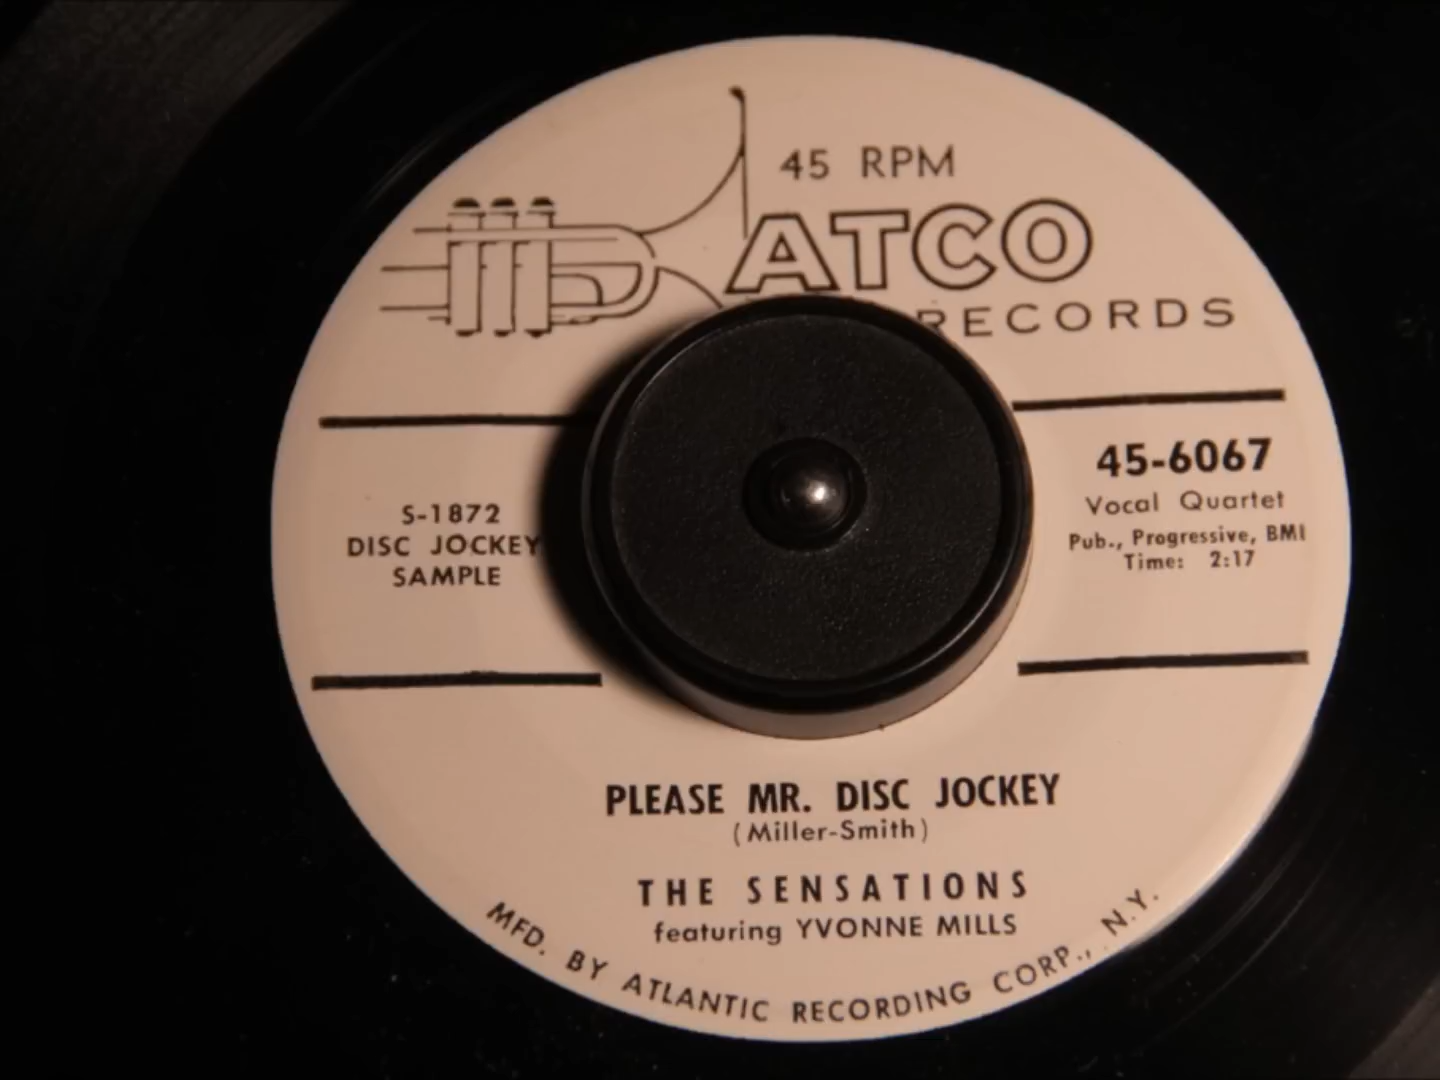 45 RPM
ATCO
RECORDS
S-1872
DISC JOCKEY
SAMPLE
45-6067
Vocal Quartet
Pub., Progressive, BMI
Time: 2:17
PLEASE MR. DISC JOCKEY
(Miller-Smith)
THE SENSATIONS
featuring YVONNE MILLS
MFD. BY ATLANTIC RECORDING CORP., N.Y.